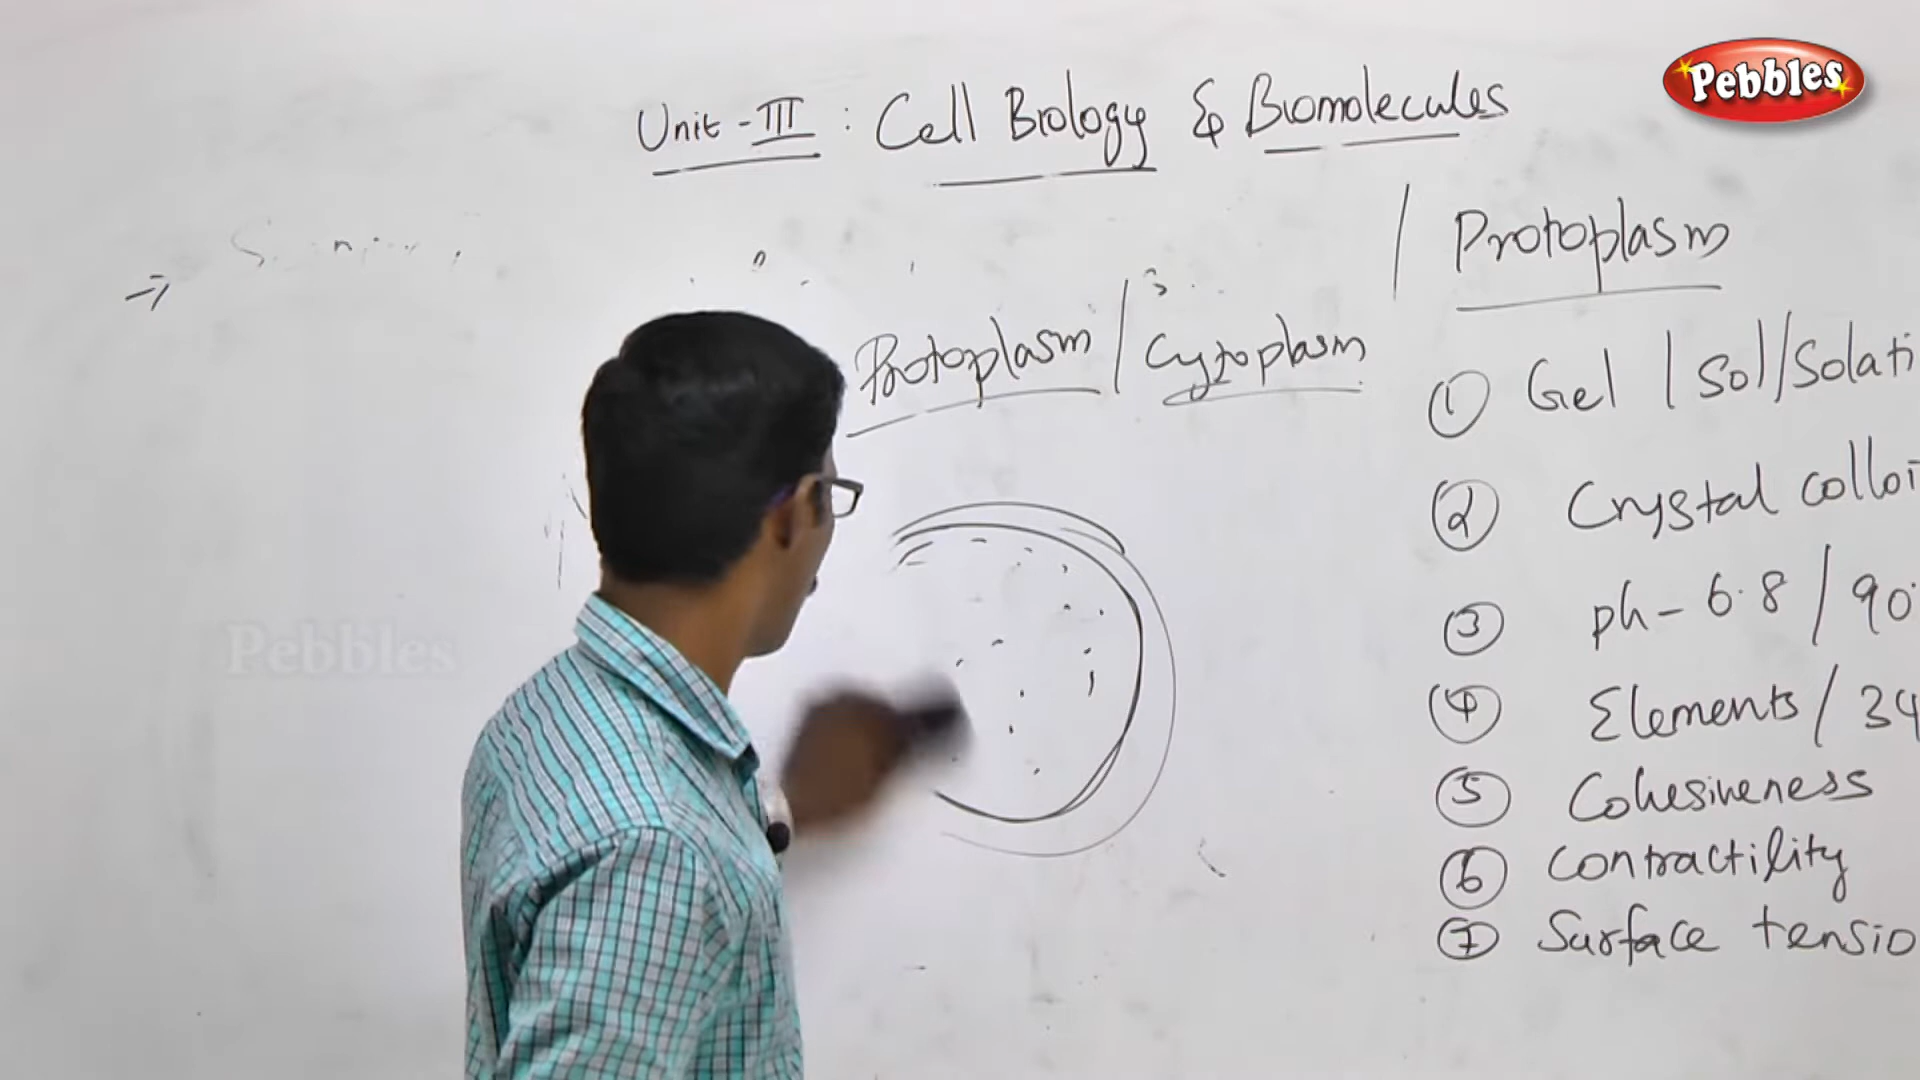 Pebbles
Unit - III : Cell Biology & Biomolecules
Protoplasm / Cytoplasm
/ Protoplasm
① Gel / Sol/Solati
② Crystal colloi
③ ph - 6.8 / 90
④ Elements / 34
⑤ Cohesiveness
⑥ Contractility
⑦ Surface tensio
Pebbles